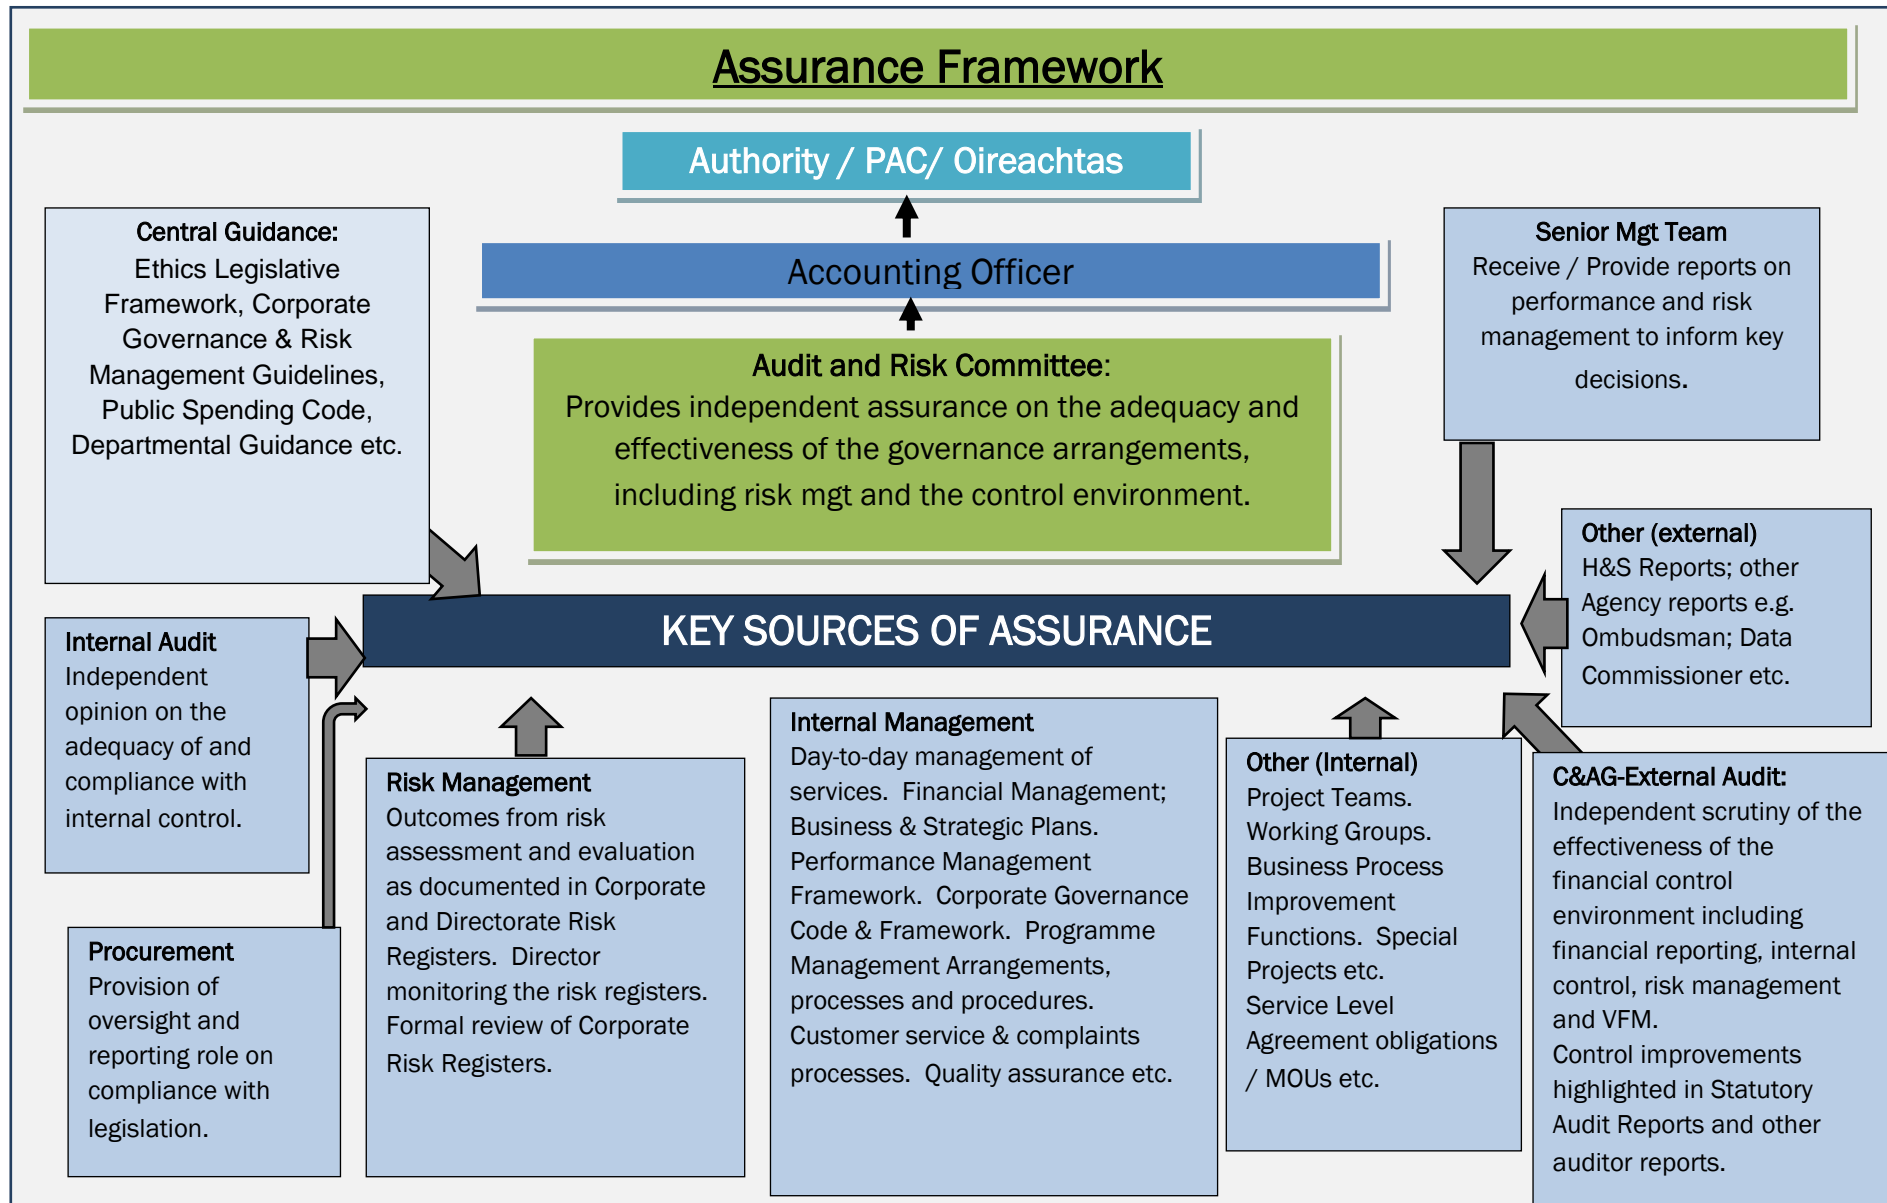 Assurance Framework
Authority / PAC/ Oireachtas
Accounting Officer
Audit and Risk Committee:
Provides independent assurance on the adequacy and
effectiveness of the governance arrangements,
including risk mgt and the control environment.
Central Guidance:
Ethics Legislative
Framework, Corporate
Governance & Risk
Management Guidelines,
Public Spending Code,
Departmental Guidance etc.
Senior Mgt Team
Receive / Provide reports on
performance and risk
management to inform key
decisions.
KEY SOURCES OF ASSURANCE
Other (external)
H&S Reports; other
Agency reports e.g.
Ombudsman; Data
Commissioner etc.
Internal Audit
Independent
opinion on the
adequacy of and
compliance with
internal control.
Procurement
Provision of
oversight and
reporting role on
compliance with
legislation.
Risk Management
Outcomes from risk
assessment and evaluation
as documented in Corporate
and Directorate Risk
Registers.  Director
monitoring the risk registers.
Formal review of Corporate
Risk Registers.
Internal Management
Day-to-day management of
services.  Financial Management;
Business & Strategic Plans.
Performance Management
Framework.  Corporate Governance
Code & Framework.  Programme
Management Arrangements,
processes and procedures.
Customer service & complaints
processes.  Quality assurance etc.
Other (Internal)
Project Teams.
Working Groups.
Business Process
Improvement
Functions.  Special
Projects etc.
Service Level
Agreement obligations
/ MOUs etc.
C&AG-External Audit:
Independent scrutiny of the
effectiveness of the
financial control
environment including
financial reporting, internal
control, risk management
and VFM.
Control improvements
highlighted in Statutory
Audit Reports and other
auditor reports.